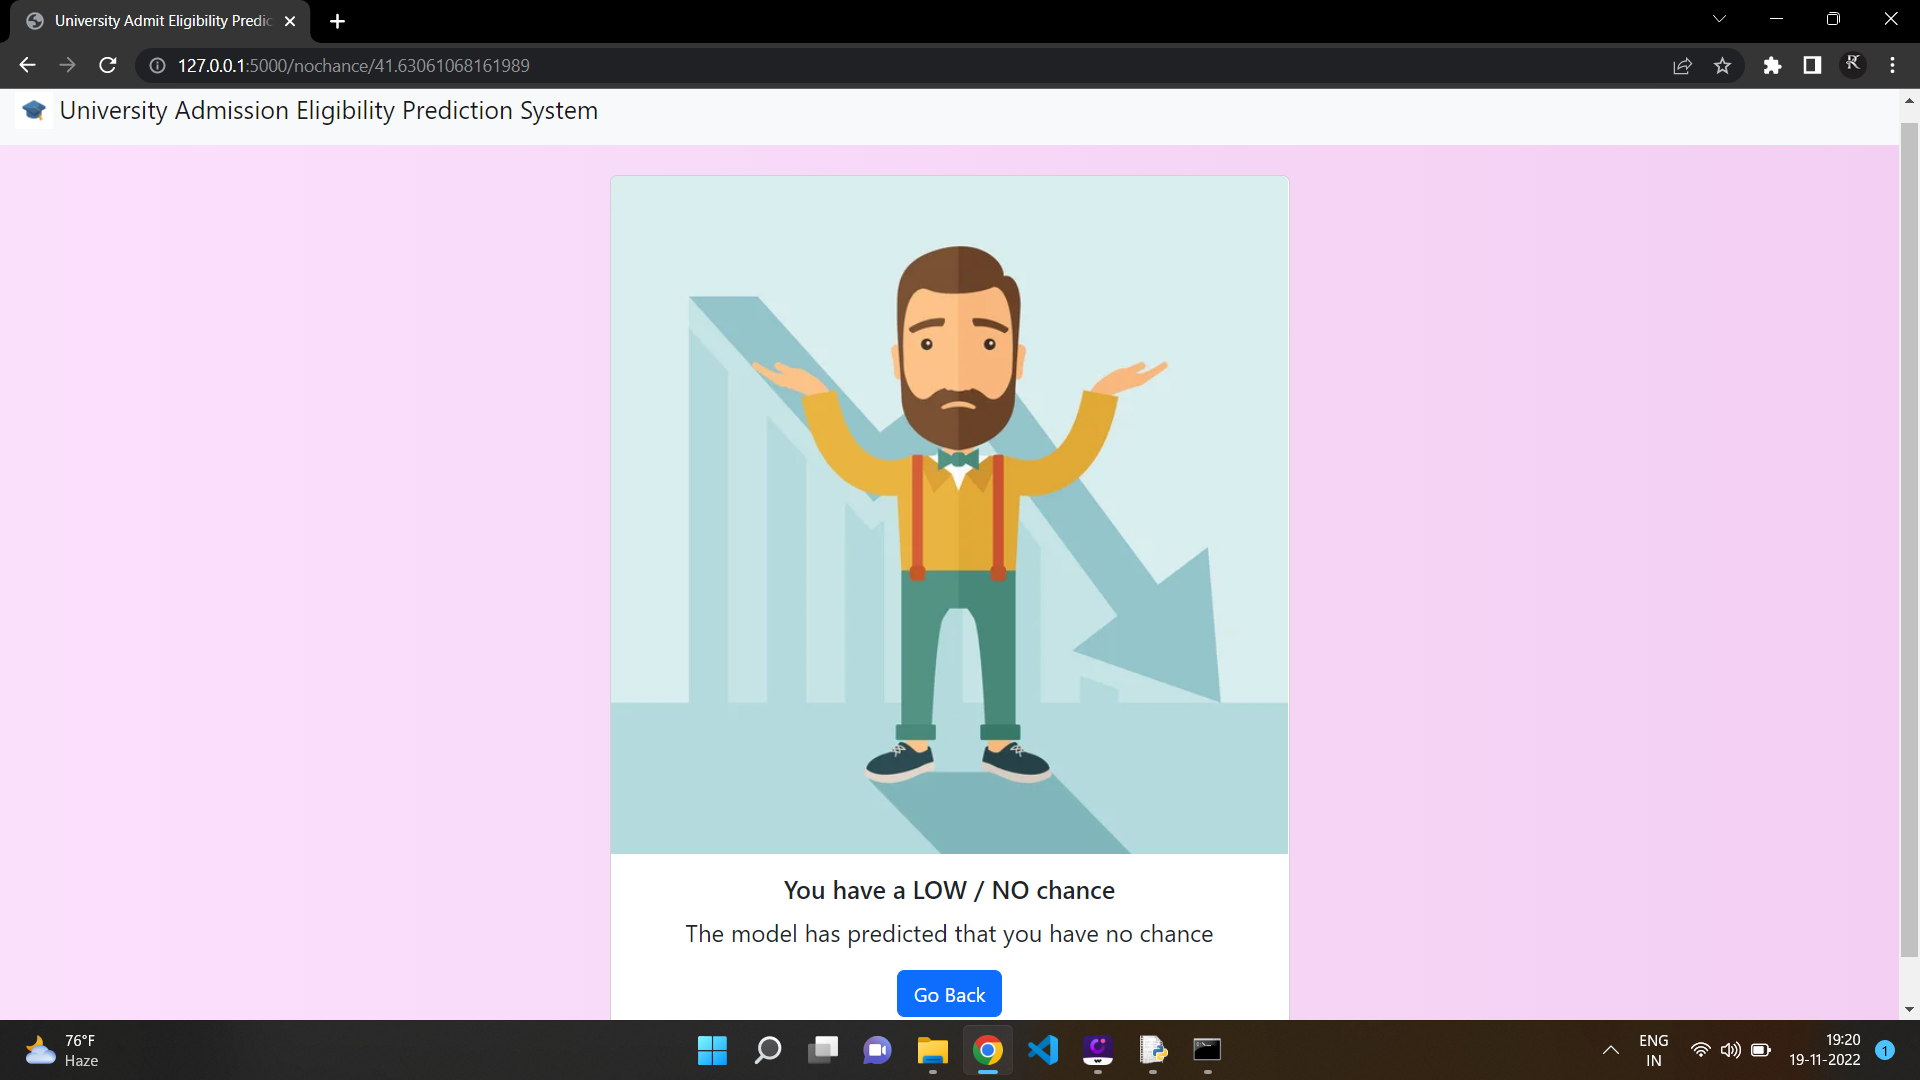 University Admit Eligibility Predic
127.0.0.1:5000/nochance/41.63061068161989
University Admission Eligibility Prediction System
You have a LOW / NO chance
The model has predicted that you have no chance
Go Back
76°F
Haze
ENG
IN
19:20
19-11-2022
1